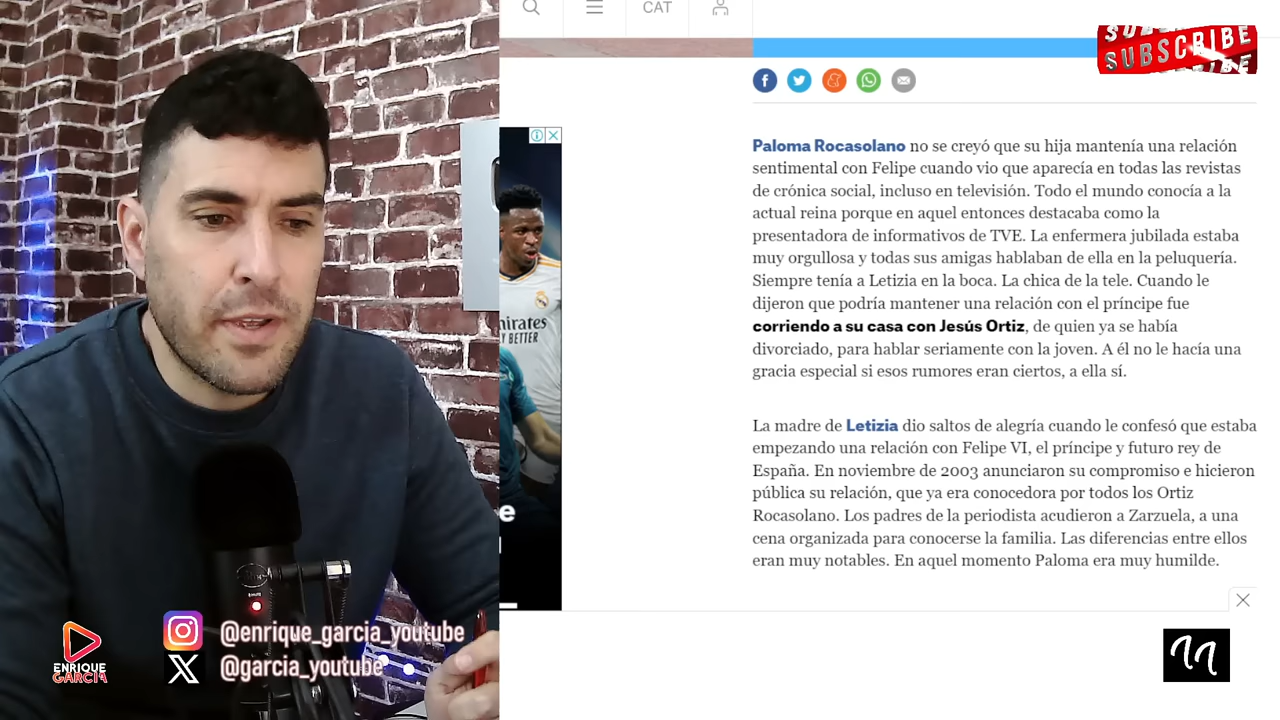 CAT
SUBSCRIBE
Paloma Rocasolano no se creyó que su hija mantenía una relación
sentimental con Felipe cuando vio que aparecía en todas las revistas
de crónica social, incluso en televisión. Todo el mundo conocía a la
actual reina porque en aquel entonces destacaba como la
presentadora de informativos de TVE. La enfermera jubilada estaba
muy orgullosa y todas sus amigas hablaban de ella en la peluquería.
Siempre tenía a Letizia en la boca. La chica de la tele. Cuando le
dijeron que podría mantener una relación con el príncipe fue
corriendo a su casa con Jesús Ortiz, de quien ya se había
divorciado, para hablar seriamente con la joven. A él no le hacía una
gracia especial si esos rumores eran ciertos, a ella sí.
La madre de Letizia dio saltos de alegría cuando le confesó que estaba
empezando una relación con Felipe VI, el príncipe y futuro rey de
España. En noviembre de 2003 anunciaron su compromiso e hicieron
pública su relación, que ya era conocedora por todos los Ortiz
Rocasolano. Los padres de la periodista acudieron a Zarzuela, a una
cena organizada para conocerse la familia. Las diferencias entre ellos
eran muy notables. En aquel momento Paloma era muy humilde.
mirates
BETTER
ENRIQUE
GARCIA
@enrique_garcia_youtube
@garcia_youtube